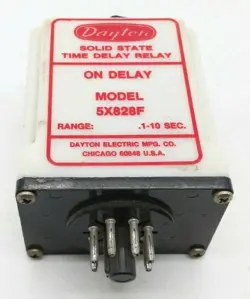 Dayton
SOLID STATE
TIME DELAY RELAY
ON DELAY
MODEL
5X828F
RANGE: .1-10 SEC.
DAYTON ELECTRIC MFG. CO.
CHICAGO 60648 U.S.A.